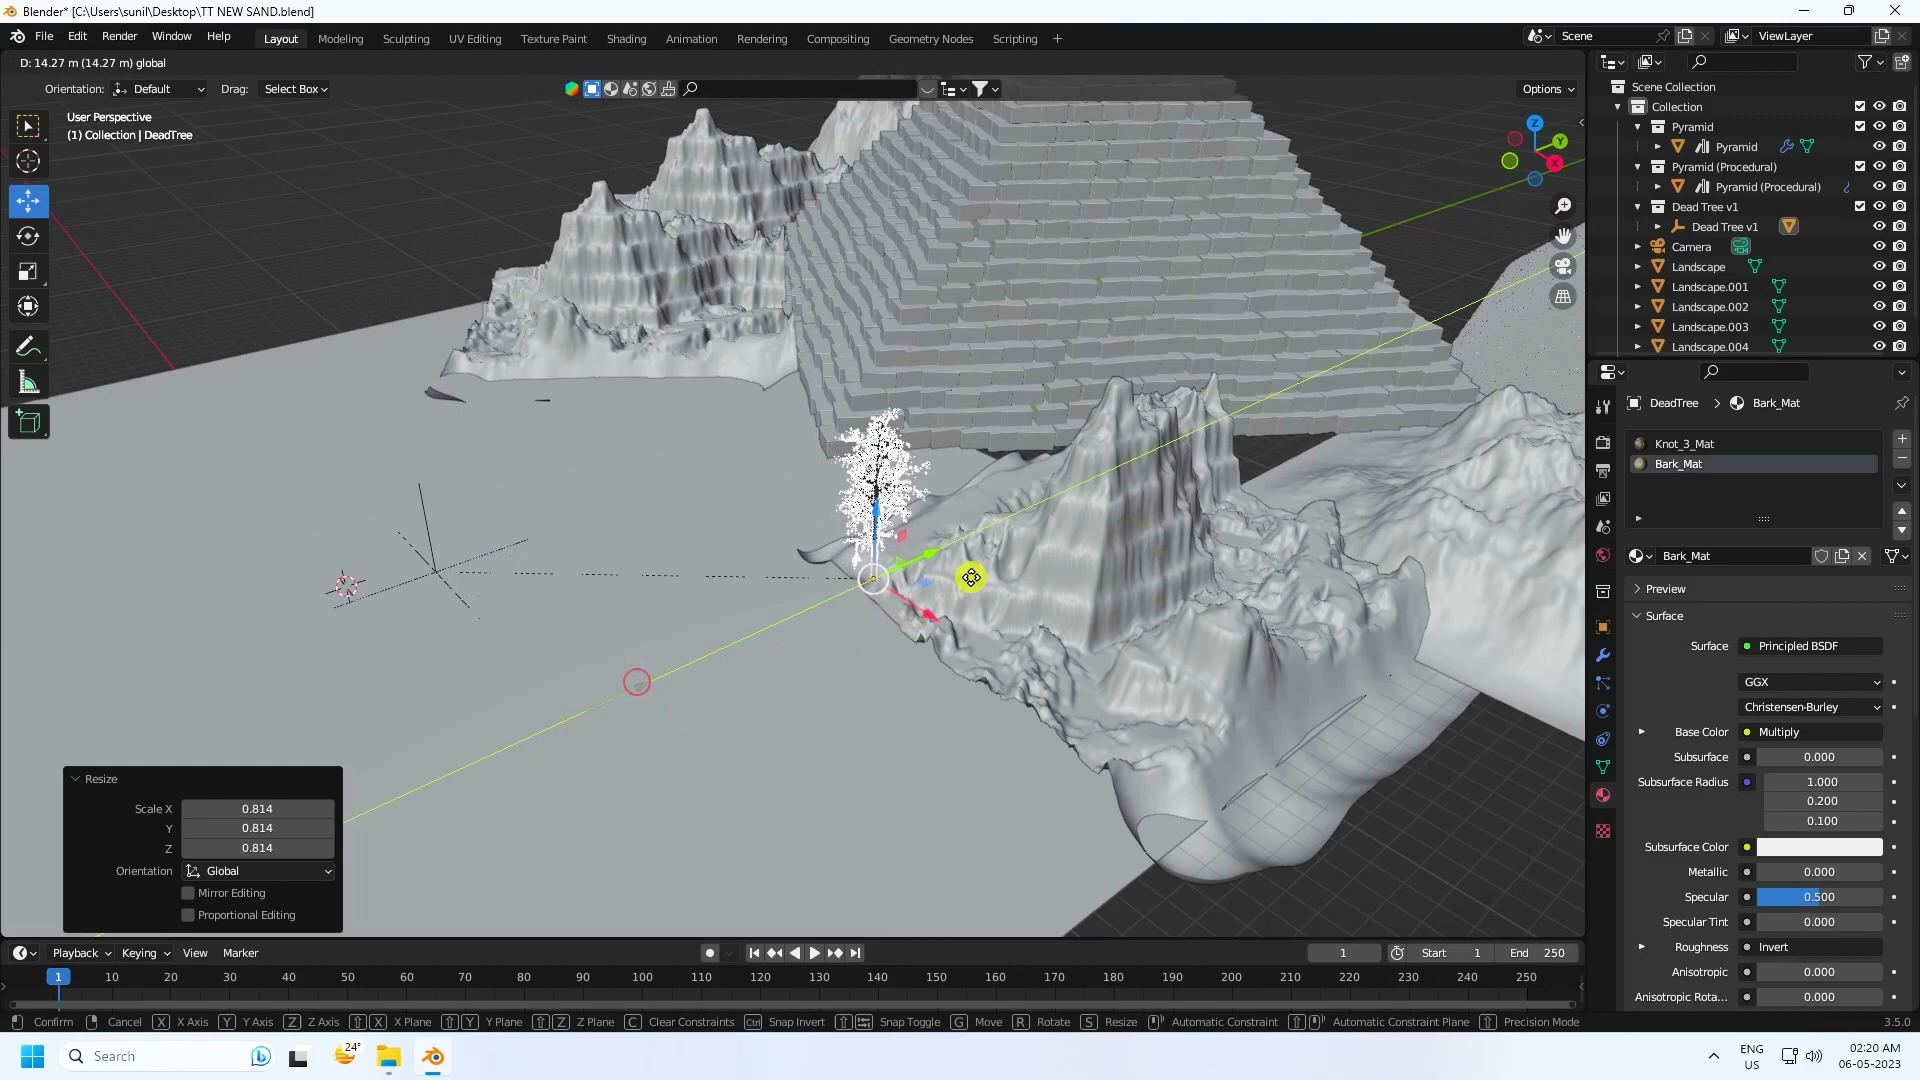 Blender* [C:\Users\sunil\Desktop\TT NEW SAND.blend]
File Edit Render Window Help Layout Modeling Sculpting UV Editing Texture Paint Shading Animation Rendering Compositing Geometry Nodes Scripting + Scene ViewLayer
D: 14.27 m (14.27 m) global
Orientation: Default Drag: Select Box Options
User Perspective
(1) Collection | DeadTree
Z
Y
X
Scene Collection
Collection
Pyramid
Pyramid
Pyramid (Procedural)
Pyramid (Procedural)
Dead Tree v1
Dead Tree v1
Camera
Landscape
Landscape.001
Landscape.002
Landscape.003
Landscape.004
DeadTree > Bark_Mat
Knot_3_Mat
Bark_Mat
Bark_Mat
Preview
Surface
Surface Principled BSDF
GGX
Christensen-Burley
Base Color Multiply
Subsurface 0.000
Subsurface Radius 1.000
0.200
0.100
Subsurface Color
Metallic 0.000
Specular 0.500
Specular Tint 0.000
Roughness Invert
Anisotropic 0.000
Anisotropic Rota... 0.000
Resize
Scale X 0.814
Y 0.814
Z 0.814
Orientation Global
Mirror Editing
Proportional Editing
Playback Keying View Marker 1 Start 1 End 250
1 10 20 30 40 50 60 70 80 90 100 110 120 130 140 150 160 170 180 190 200 210 220 230 240 250
Confirm Cancel X X Axis Y Y Axis Z Z Axis X X Plane Y Y Plane Z Z Plane C Clear Constraints Ctrl Snap Invert Snap Toggle G Move R Rotate S Resize Automatic Constraint Automatic Constraint Plane Precision Mode 3.5.0
Search 24° ENG US 02:20 AM
06-05-2023